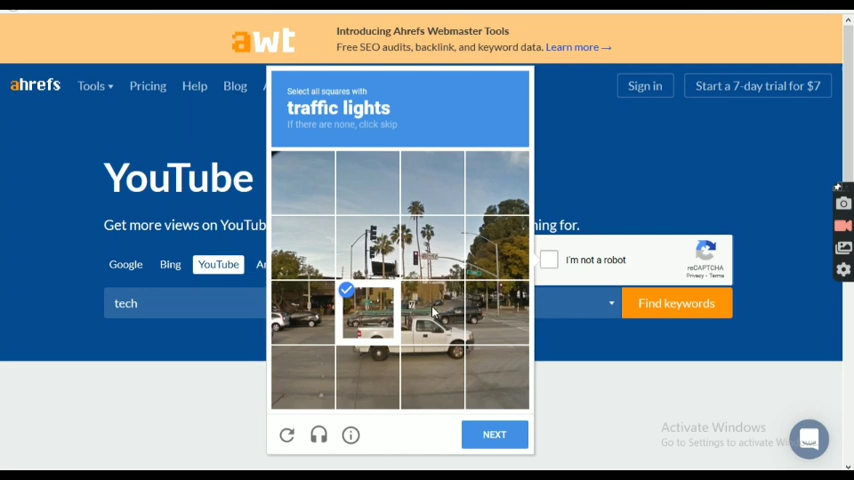 awt
Introducing Ahrefs Webmaster Tools
Free SEO audits, backlink, and keyword data. Learn more →
ahrefs Tools Pricing Help Blog Sign in Start a 7-day trial for $7
Select all squares with
traffic lights
If there are none, click skip
YouTube
Get more views on YouTub
ning for.
Google Bing YouTube
I'm not a robot
reCAPTCHA
Privacy - Terms
tech
Find keywords
NEXT
Activate Windows
Go to Settings to activate